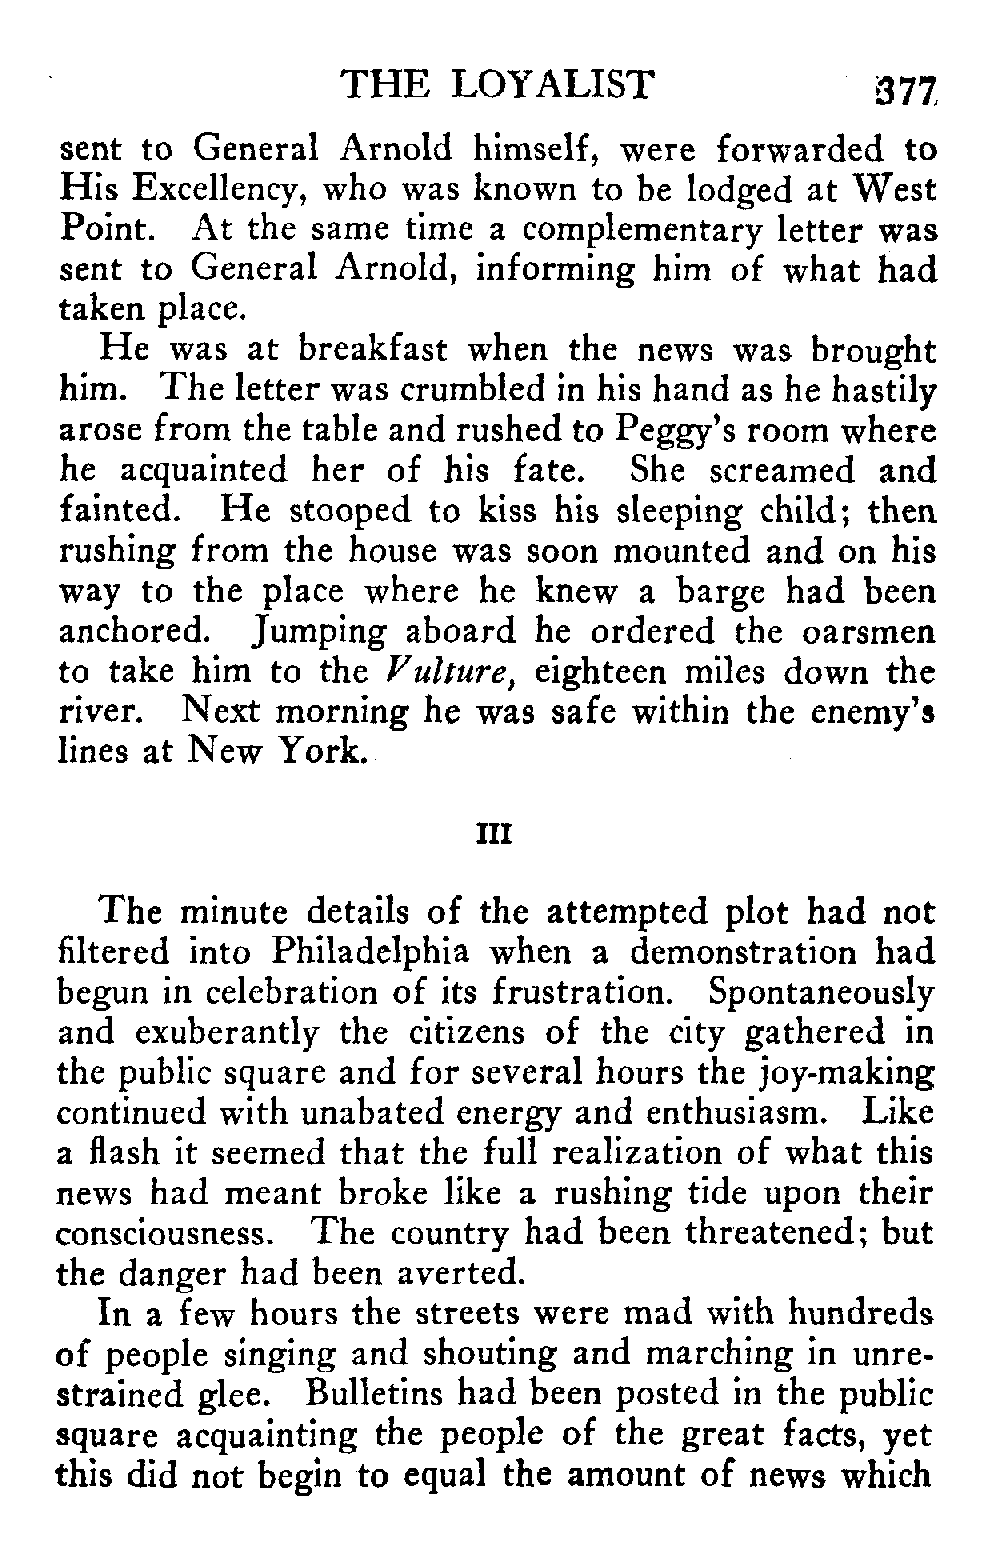 THE LOYALIST 377
sent to General Arnold himself, were forwarded to
His Excellency, who was known to be lodged at West
Point. At the same time a complementary letter was
sent to General Arnold, informing him of what had
taken place.
He was at breakfast when the news was brought
him. The letter was crumbled in his hand as he hastily
arose from the table and rushed to Peggy's room where
he acquainted her of his fate. She screamed and
fainted. He stooped to kiss his sleeping child; then
rushing from the house was soon mounted and on his
way to the place where he knew a barge had been
anchored. Jumping aboard he ordered the oarsmen
to take him to the Vulture, eighteen miles down the
river. Next morning he was safe within the enemy's
lines at New York.
III
The minute details of the attempted plot had not
filtered into Philadelphia when a demonstration had
begun in celebration of its frustration. Spontaneously
and exuberantly the citizens of the city gathered in
the public square and for several hours the joy-making
continued with unabated energy and enthusiasm. Like
a flash it seemed that the full realization of what this
news had meant broke like a rushing tide upon their
consciousness. The country had been threatened; but
the danger had been averted.
In a few hours the streets were mad with hundreds
of people singing and shouting and marching in unre-
strained glee. Bulletins had been posted in the public
square acquainting the people of the great facts, yet
this did not begin to equal the amount of news which